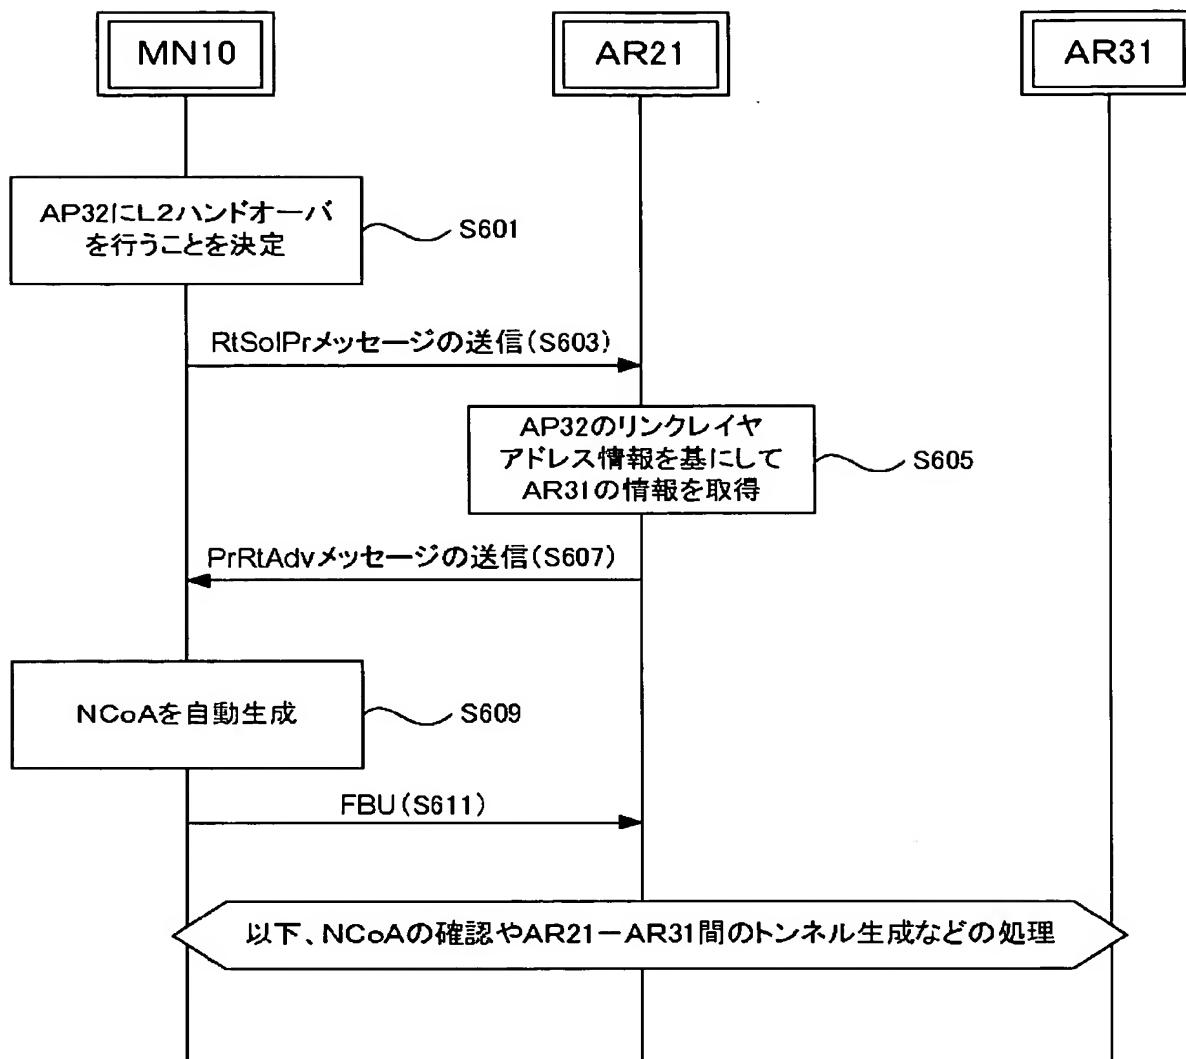 MN10
AR21
AR31
AP32にL2ハンドオーバ
を行うことを決定
S601
RtSolPrメッセージの送信(S603)
AP32のリンクレイヤ
アドレス情報を基にして
AR31の情報を取得
S605
PrRtAdvメッセージの送信(S607)
NCoAを自動生成
S609
FBU(S611)
以下、NCoAの確認やAR21-AR31間のトンネル生成などの処理